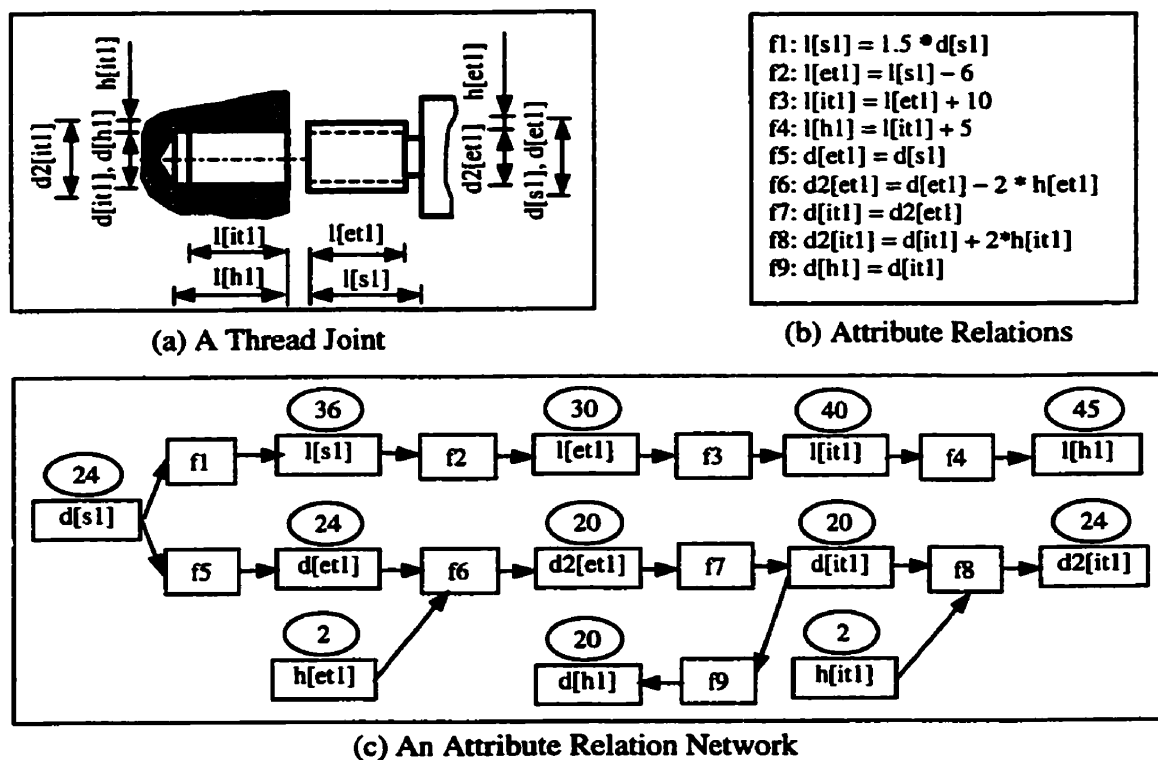 h[it1]
d2[it1]
d[it1], d[h1]
h[et1]
d2[et1]
d[s1], d[et1]
l[it1]
l[et1]
l[h1]
l[s1]
(a) A Thread Joint
f1: l[s1] = 1.5 * d[s1]
f2: l[et1] = l[s1] – 6
f3: l[it1] = l[et1] + 10
f4: l[h1] = l[it1] + 5
f5: d[et1] = d[s1]
f6: d2[et1] = d[et1] – 2 * h[et1]
f7: d[it1] = d2[et1]
f8: d2[it1] = d[it1] + 2*h[it1]
f9: d[h1] = d[it1]
(b) Attribute Relations
36 30 40 45
f1 l[s1] f2 l[et1] f3 l[it1] f4 l[h1]
24
d[s1]
24 20 20 24
f5 d[et1] f6 d2[et1] f7 d[it1] f8 d2[it1]
2 20 2
h[et1] d[h1] f9 h[it1]
(c) An Attribute Relation Network